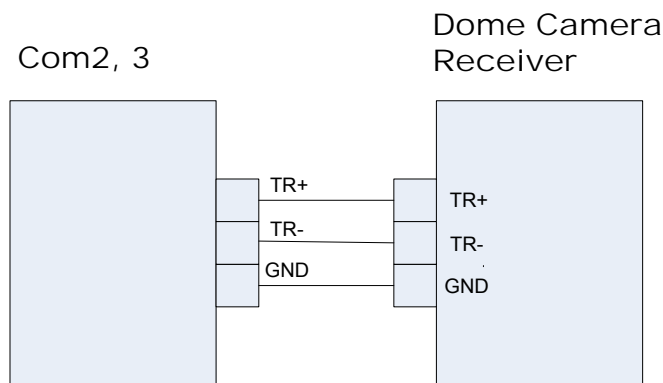 Com2, 3
Dome Camera
Receiver
TR+
TR-
GND
TR+
TR-
GND